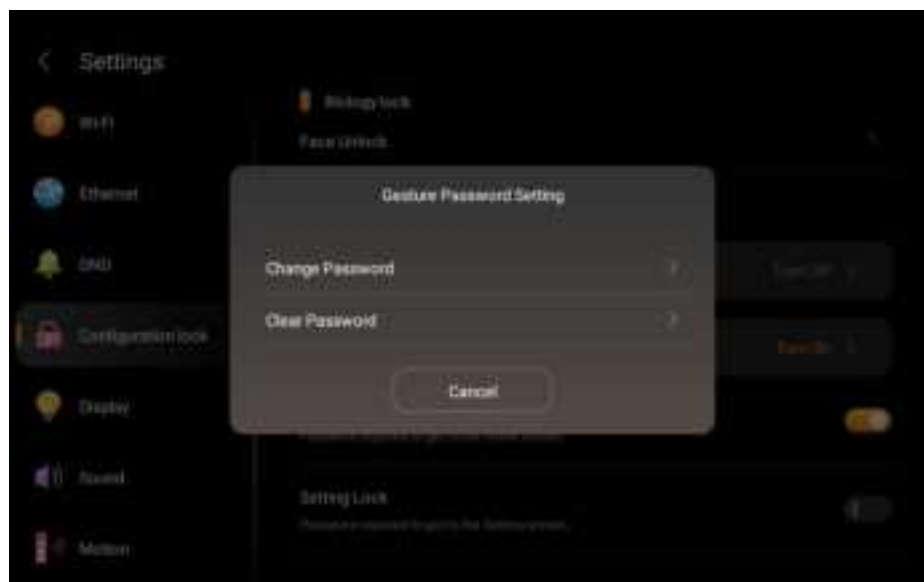 Settings
Wi-Fi
Ethernet
DND
Configuration lock
Display
Sound
Motion
Biology lock
Face Unlock
Gesture Password Setting
Change Password
Clear Password
Cancel
Setting Lock